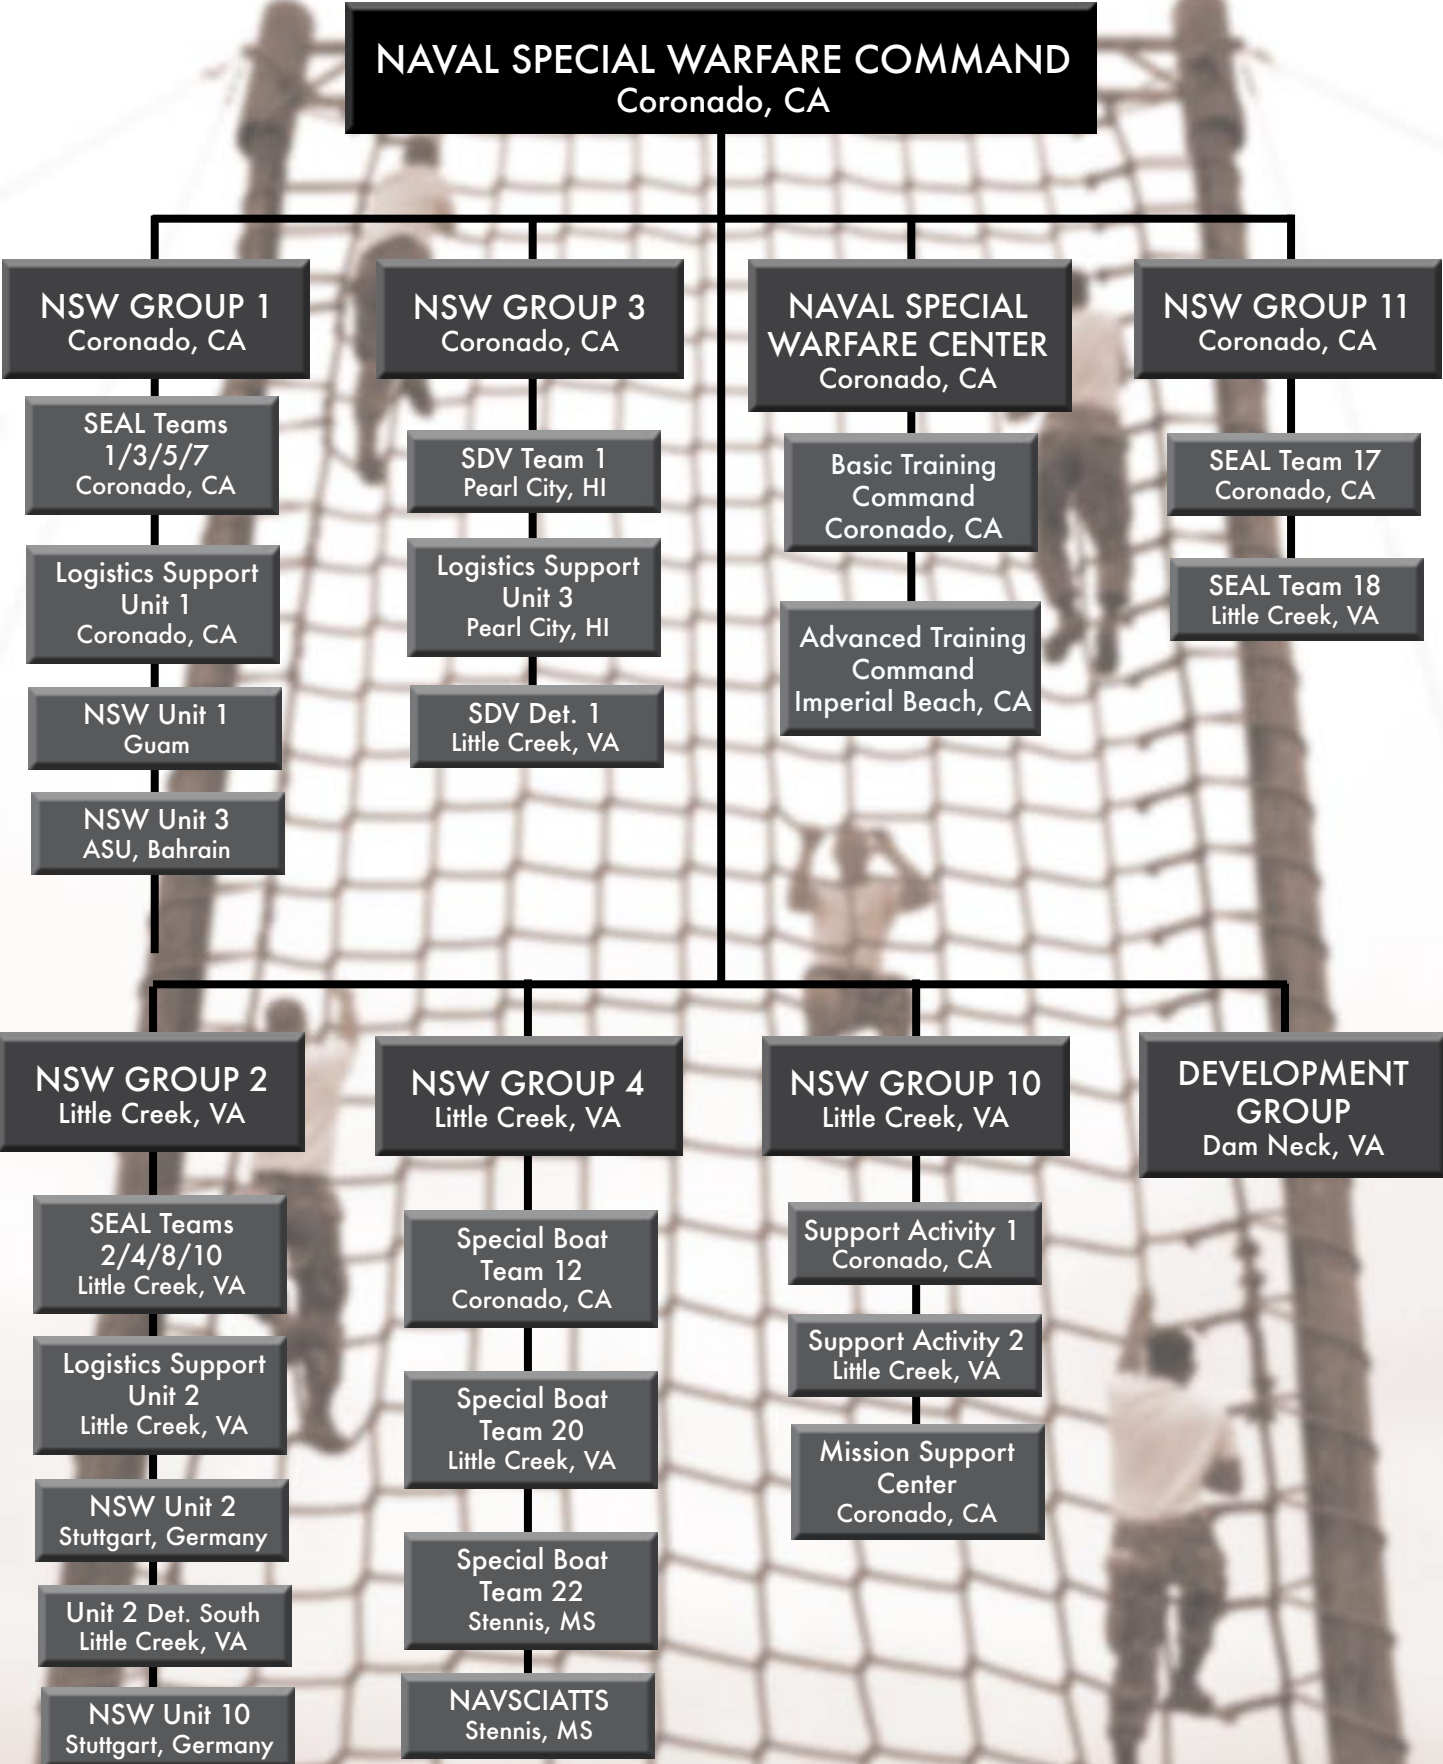 NAVAL SPECIAL WARFARE COMMAND
Coronado, CA
NSW GROUP 1
Coronado, CA
SEAL Teams
1/3/5/7
Coronado, CA
Logistics Support
Unit 1
Coronado, CA
NSW Unit 1
Guam
NSW Unit 3
ASU, Bahrain
NSW GROUP 3
Coronado, CA
SDV Team 1
Pearl City, HI
Logistics Support
Unit 3
Pearl City, HI
SDV Det. 1
Little Creek, VA
NAVAL SPECIAL
WARFARE CENTER
Coronado, CA
Basic Training
Command
Coronado, CA
Advanced Training
Command
Imperial Beach, CA
NSW GROUP 11
Coronado, CA
SEAL Team 17
Coronado, CA
SEAL Team 18
Little Creek, VA
NSW GROUP 2
Little Creek, VA
SEAL Teams
2/4/8/10
Little Creek, VA
Logistics Support
Unit 2
Little Creek, VA
NSW Unit 2
Stuttgart, Germany
Unit 2 Det. South
Little Creek, VA
NSW Unit 10
Stuttgart, Germany
NSW GROUP 4
Little Creek, VA
Special Boat
Team 12
Coronado, CA
Special Boat
Team 20
Little Creek, VA
Special Boat
Team 22
Stennis, MS
NAVSCIATTS
Stennis, MS
NSW GROUP 10
Little Creek, VA
Support Activity 1
Coronado, CA
Support Activity 2
Little Creek, VA
Mission Support
Center
Coronado, CA
DEVELOPMENT
GROUP
Dam Neck, VA